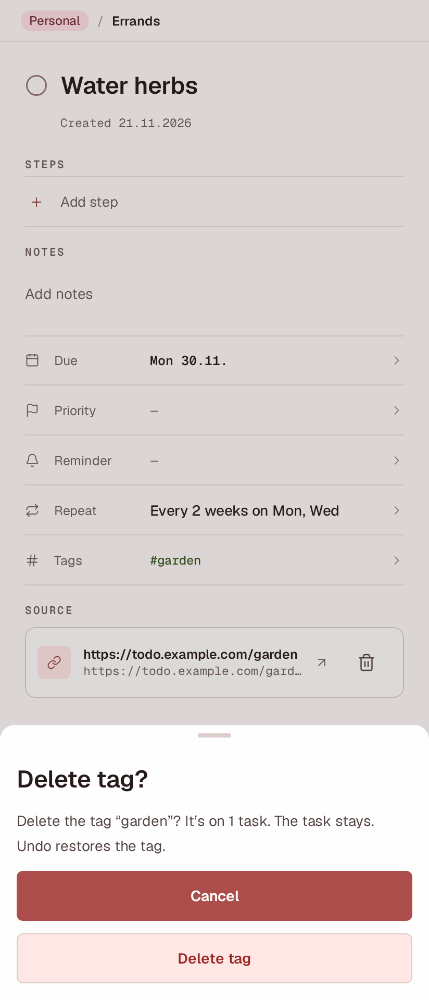 Personal / Errands
Water herbs
Created 21.11.2026
STEPS
+ Add step
NOTES
Add notes
Due Mon 30.11.
Priority –
Reminder –
Repeat Every 2 weeks on Mon, Wed
Tags #garden
SOURCE
https://todo.example.com/garden
https://todo.example.com/gard…
Delete tag?
Delete the tag “garden”? It’s on 1 task. The task stays.
Undo restores the tag.
Cancel
Delete tag